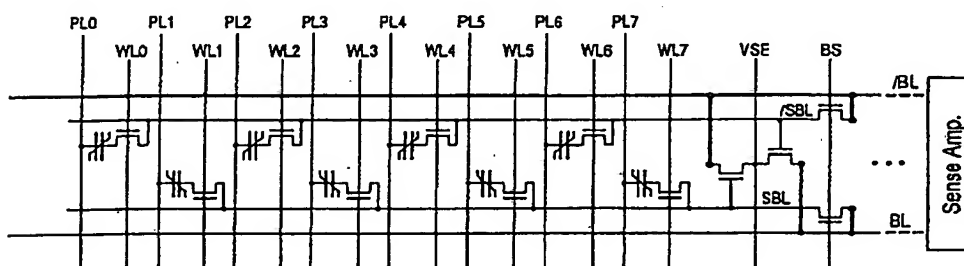 PL0 PL1 PL2 PL3 PL4 PL5 PL6 PL7
WL0 WL1 WL2 WL3 WL4 WL5 WL6 WL7 VSE BS
/BL
/SBL
SBL
BL
Sense Amp.